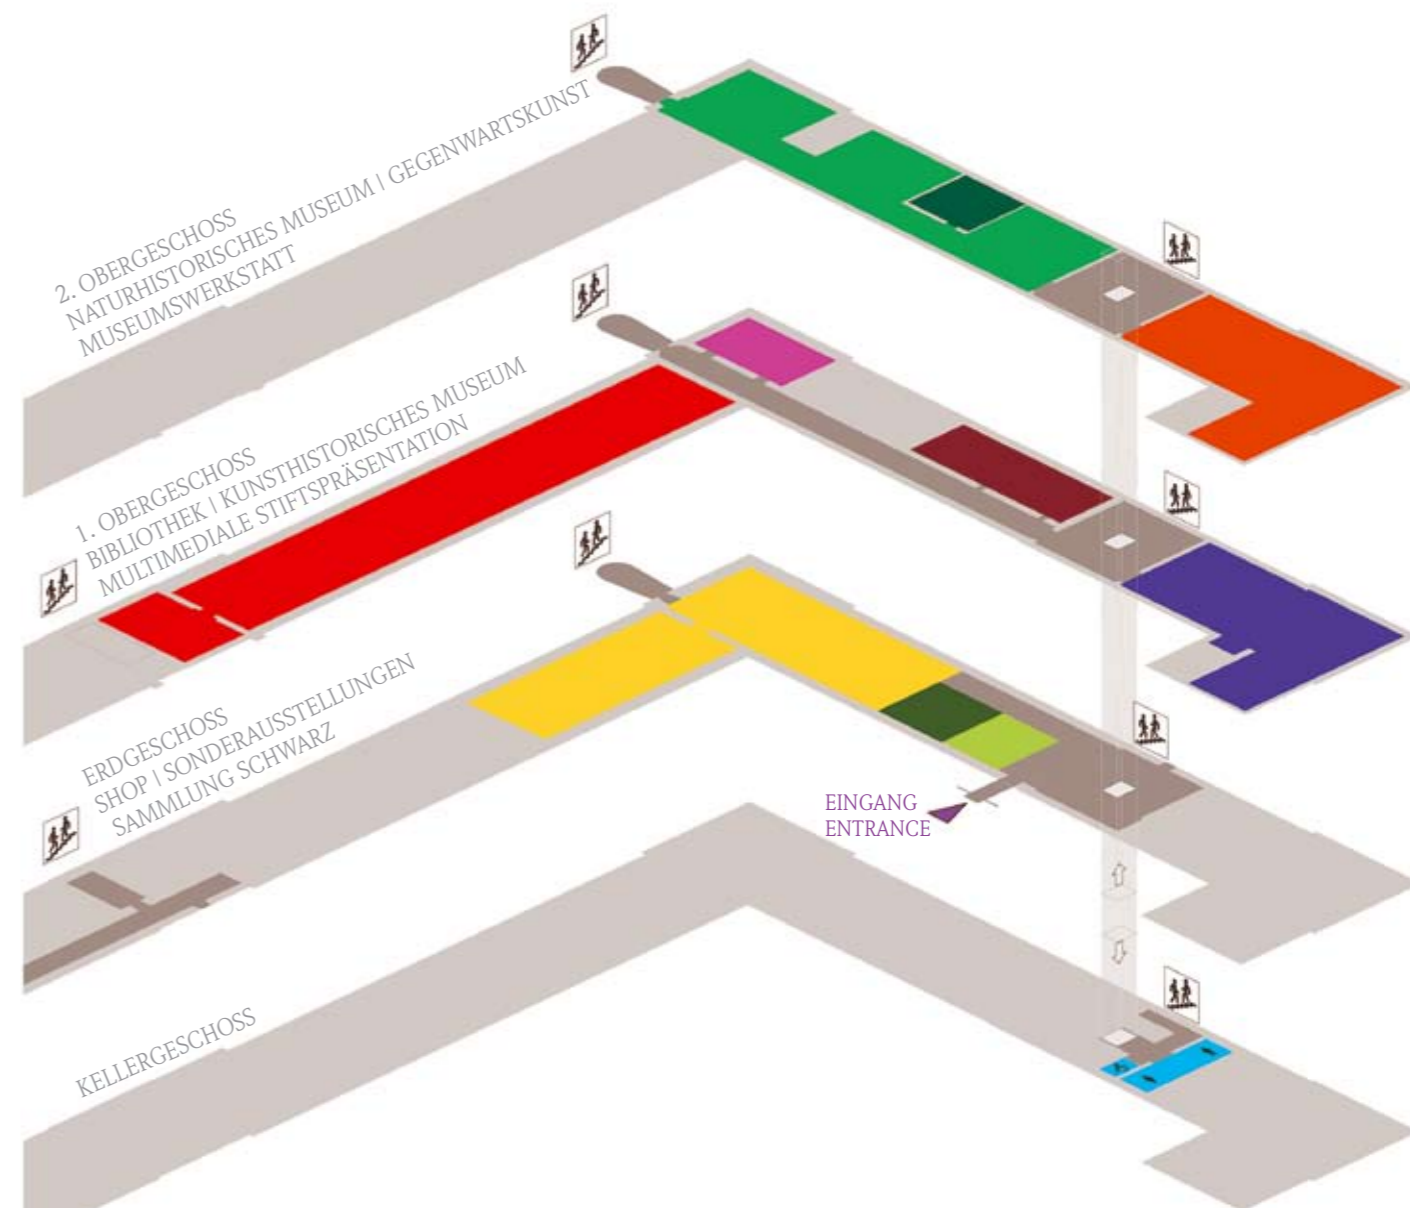 2. OBERGESCHOSS
NATURHISTORISCHES MUSEUM | GEGENWARTSKUNST
MUSEUMSWERKSTATT
1. OBERGESCHOSS
BIBLIOTHEK | KUNSTHISTORISCHES MUSEUM
MULTIMEDIALE STIFTSPRÄSENTATION
ERDGESCHOSS
SHOP | SONDERAUSSTELLUNGEN
SAMMLUNG SCHWARZ
EINGANG
ENTRANCE
KELLERGESCHOSS